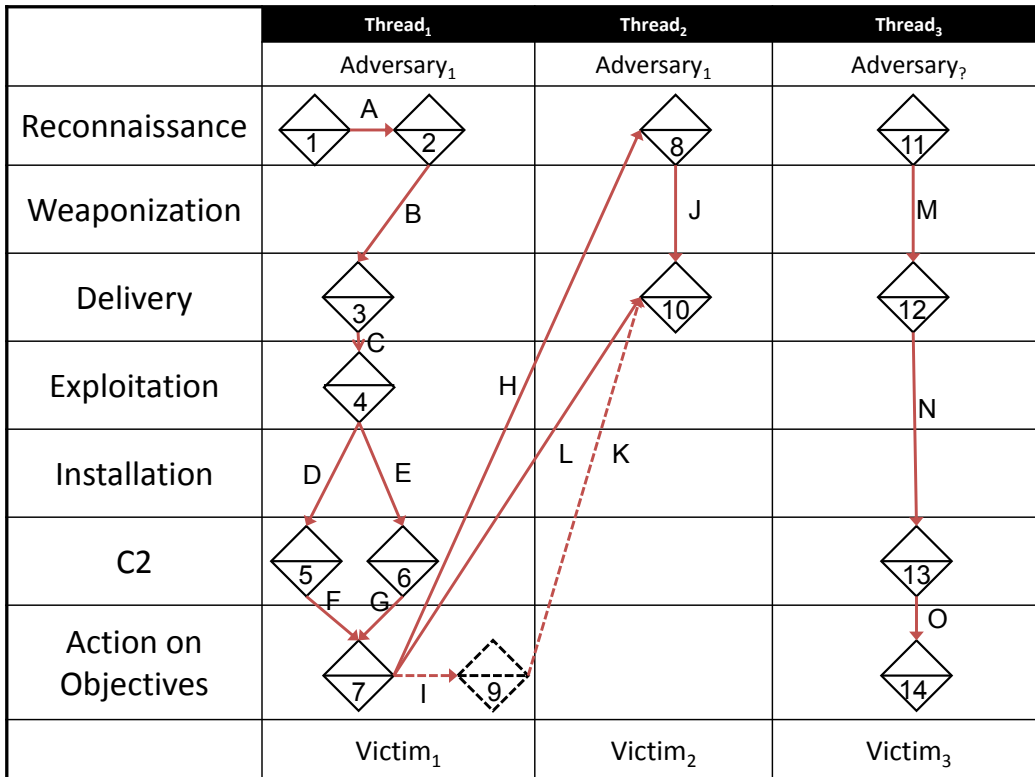 Thread₁ Thread₂ Thread₃
Adversary₁ Adversary₁ Adversary?
Reconnaissance 1 A 2 8 11
Weaponization B J M
Delivery 3 10 12
C
Exploitation 4 H N
Installation D E L K
C2 5 6 13
F G O
Action on
Objectives 7 I 9 14
Victim₁ Victim₂ Victim₃